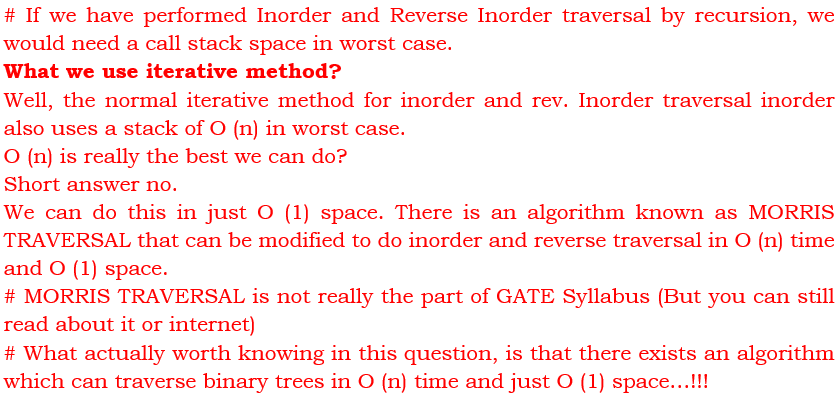 # If we have performed Inorder and Reverse Inorder traversal by recursion, we
would need a call stack space in worst case.
What we use iterative method?
Well, the normal iterative method for inorder and rev. Inorder traversal inorder
also uses a stack of O (n) in worst case.
O (n) is really the best we can do?
Short answer no.
We can do this in just O (1) space. There is an algorithm known as MORRIS
TRAVERSAL that can be modified to do inorder and reverse traversal in O (n) time
and O (1) space.
# MORRIS TRAVERSAL is not really the part of GATE Syllabus (But you can still
read about it or internet)
# What actually worth knowing in this question, is that there exists an algorithm
which can traverse binary trees in O (n) time and just O (1) space...!!!